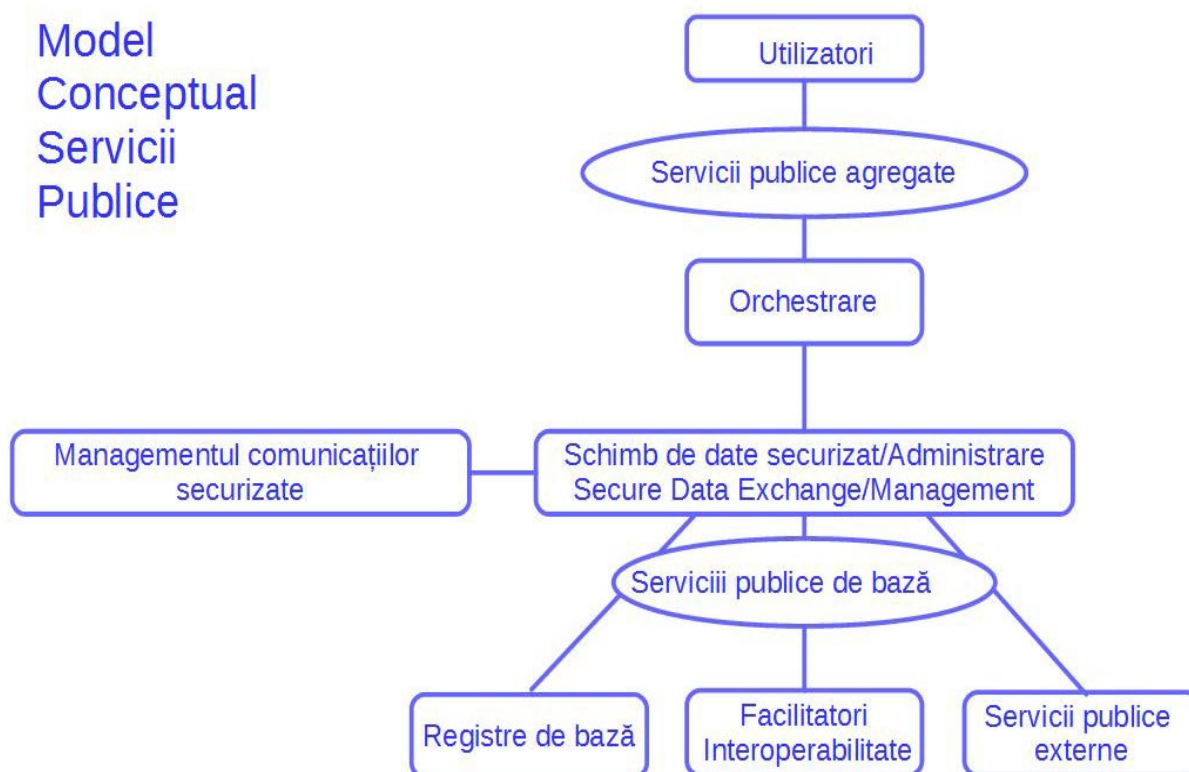 Model
Conceptual
Servicii
Publice
Utilizatori
Servicii publice agregate
Orchestrare
Managementul comunicațiilor
securizate
Schimb de date securizat/Administrare
Secure Data Exchange/Management
Serviciii publice de bază
Registre de bază
Facilitatori
Interoperabilitate
Servicii publice
externe